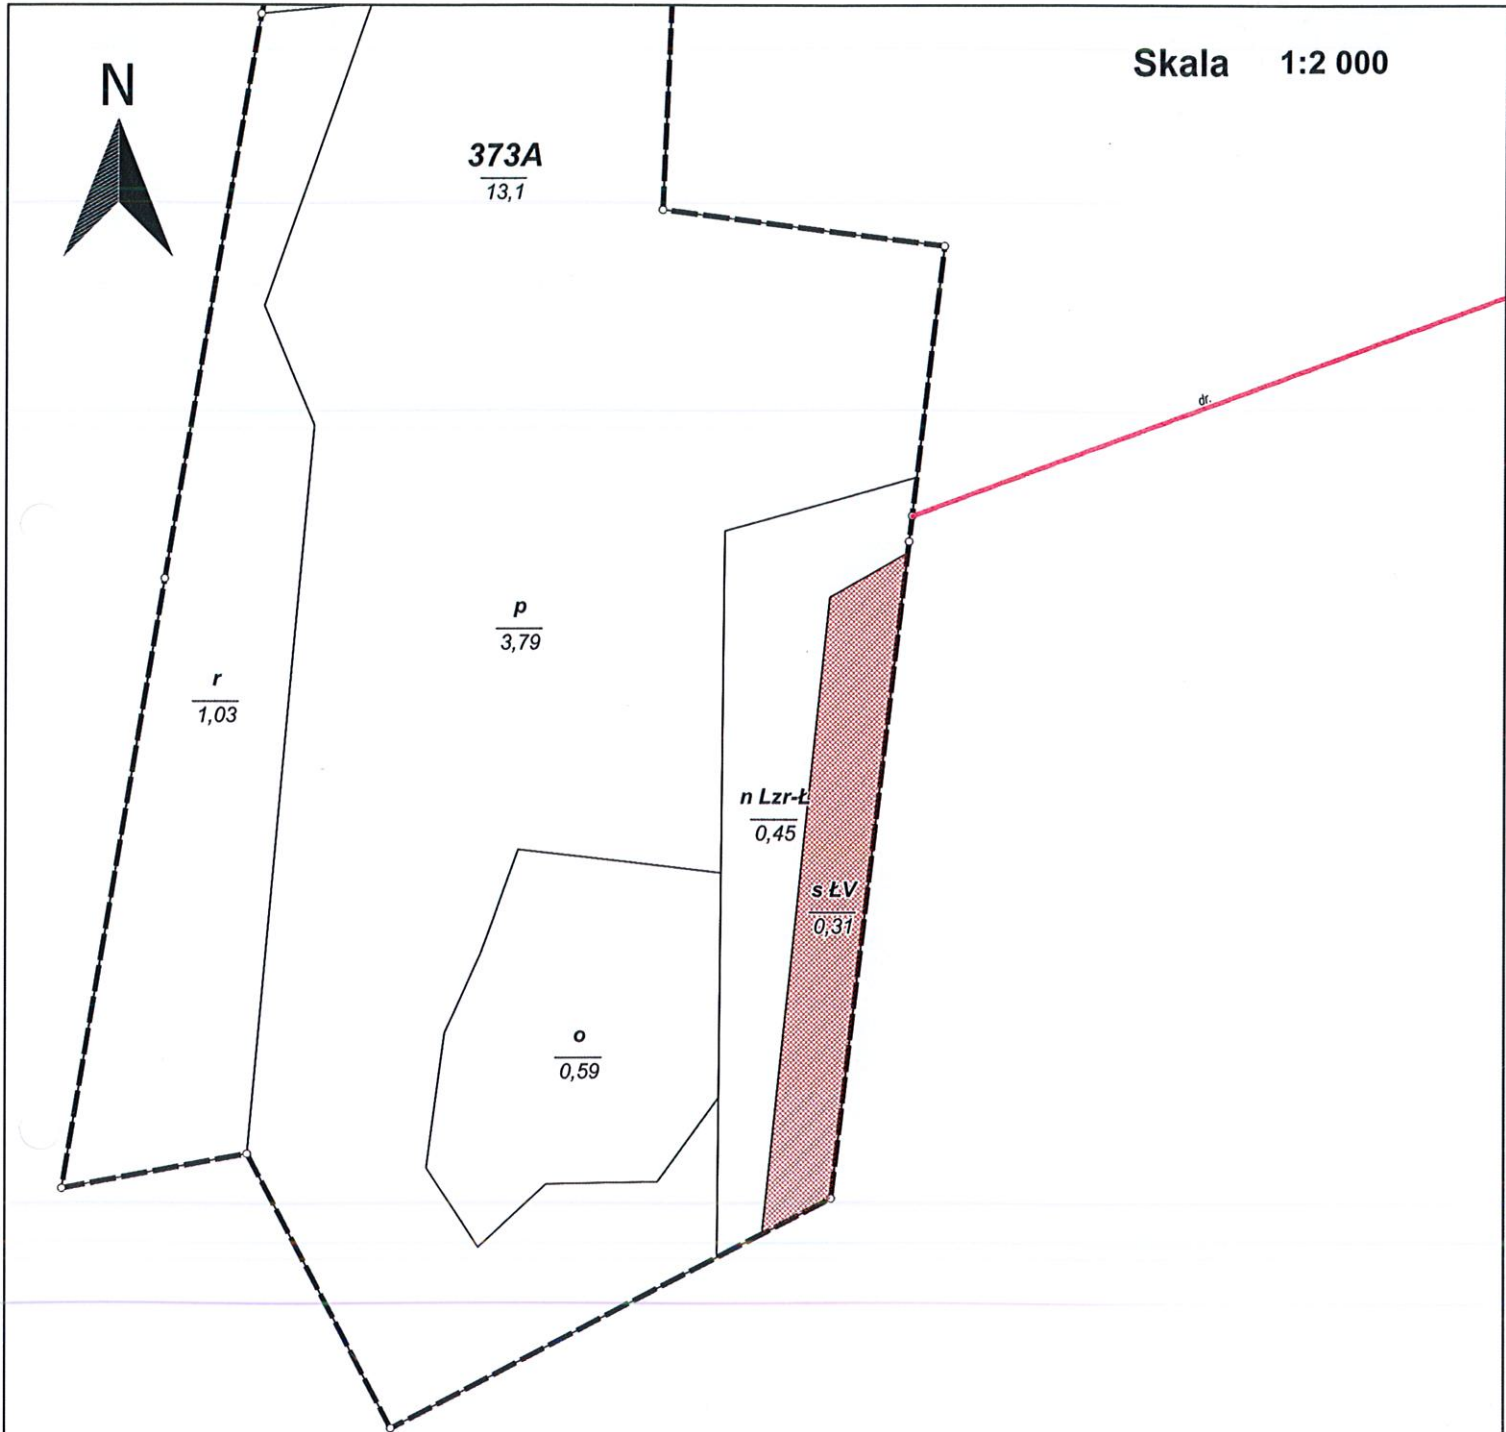 Skala 1:2 000
N
373A
13,1
dr.
p
3,79
r
1,03
n Lzr-Ł
0,45
s ŁV
0,31
o
0,59